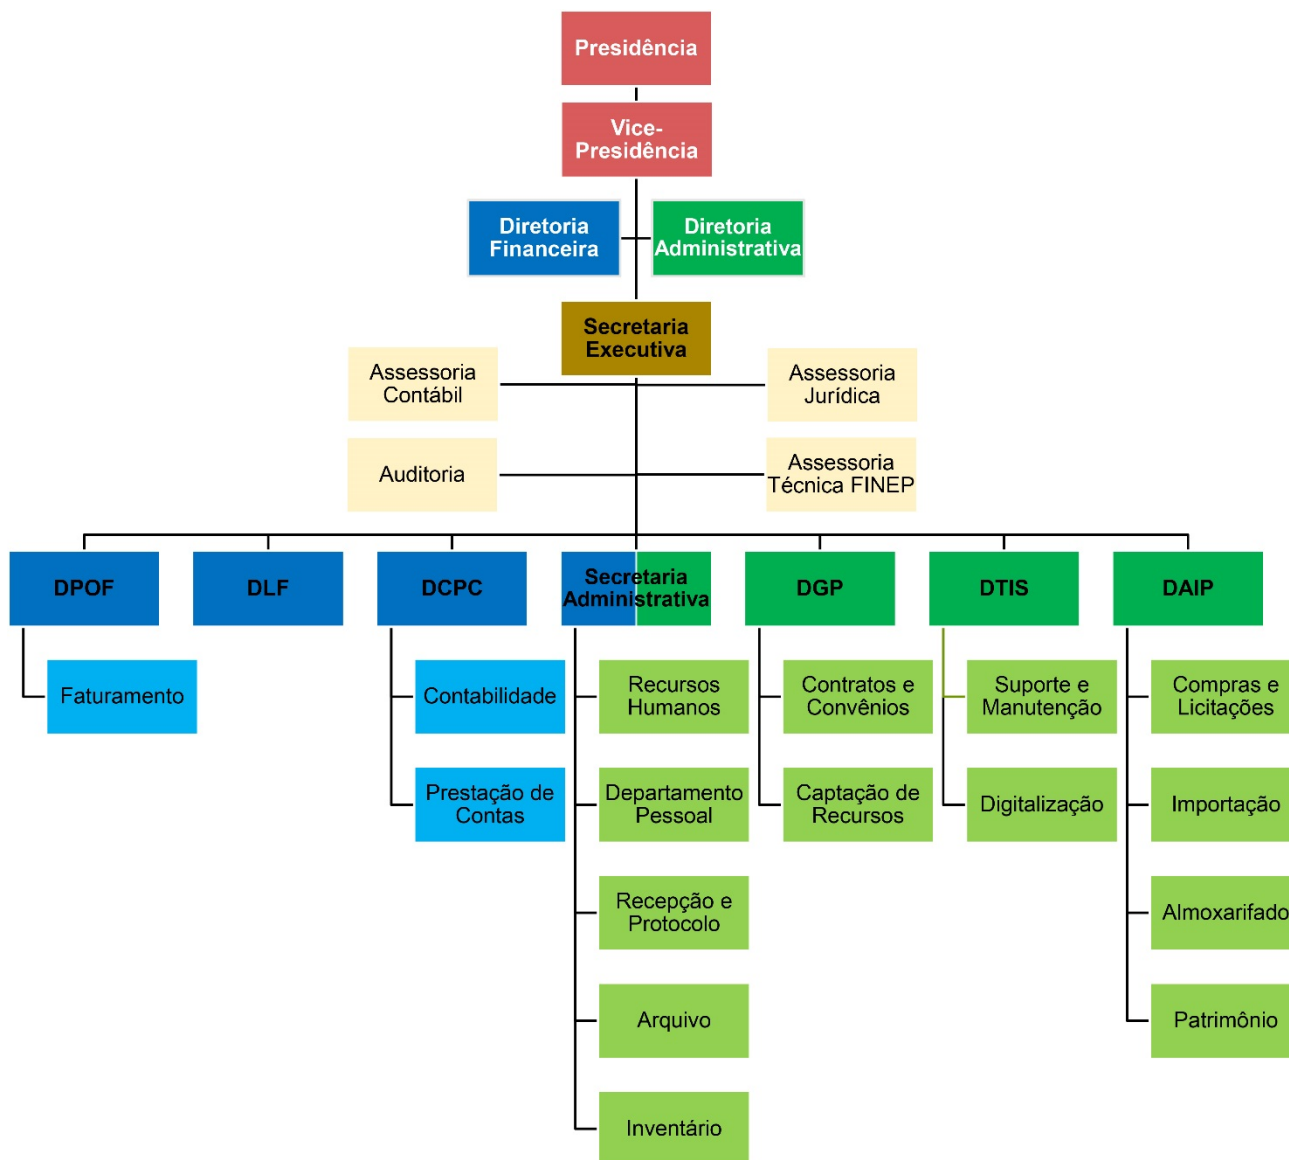 Presidência
Vice-
Presidência
Diretoria
Financeira
Diretoria
Administrativa
Secretaria
Executiva
Assessoria
Contábil
Assessoria
Jurídica
Auditoria
Assessoria
Técnica FINEP
DPOF
DLF
DCPC
Secretaria
Administrativa
DGP
DTIS
DAIP
Faturamento
Contabilidade
Recursos
Humanos
Contratos e
Convênios
Suporte e
Manutenção
Compras e
Licitações
Prestação de
Contas
Departamento
Pessoal
Captação de
Recursos
Digitalização
Importação
Recepção e
Protocolo
Almoxarifado
Arquivo
Patrimônio
Inventário